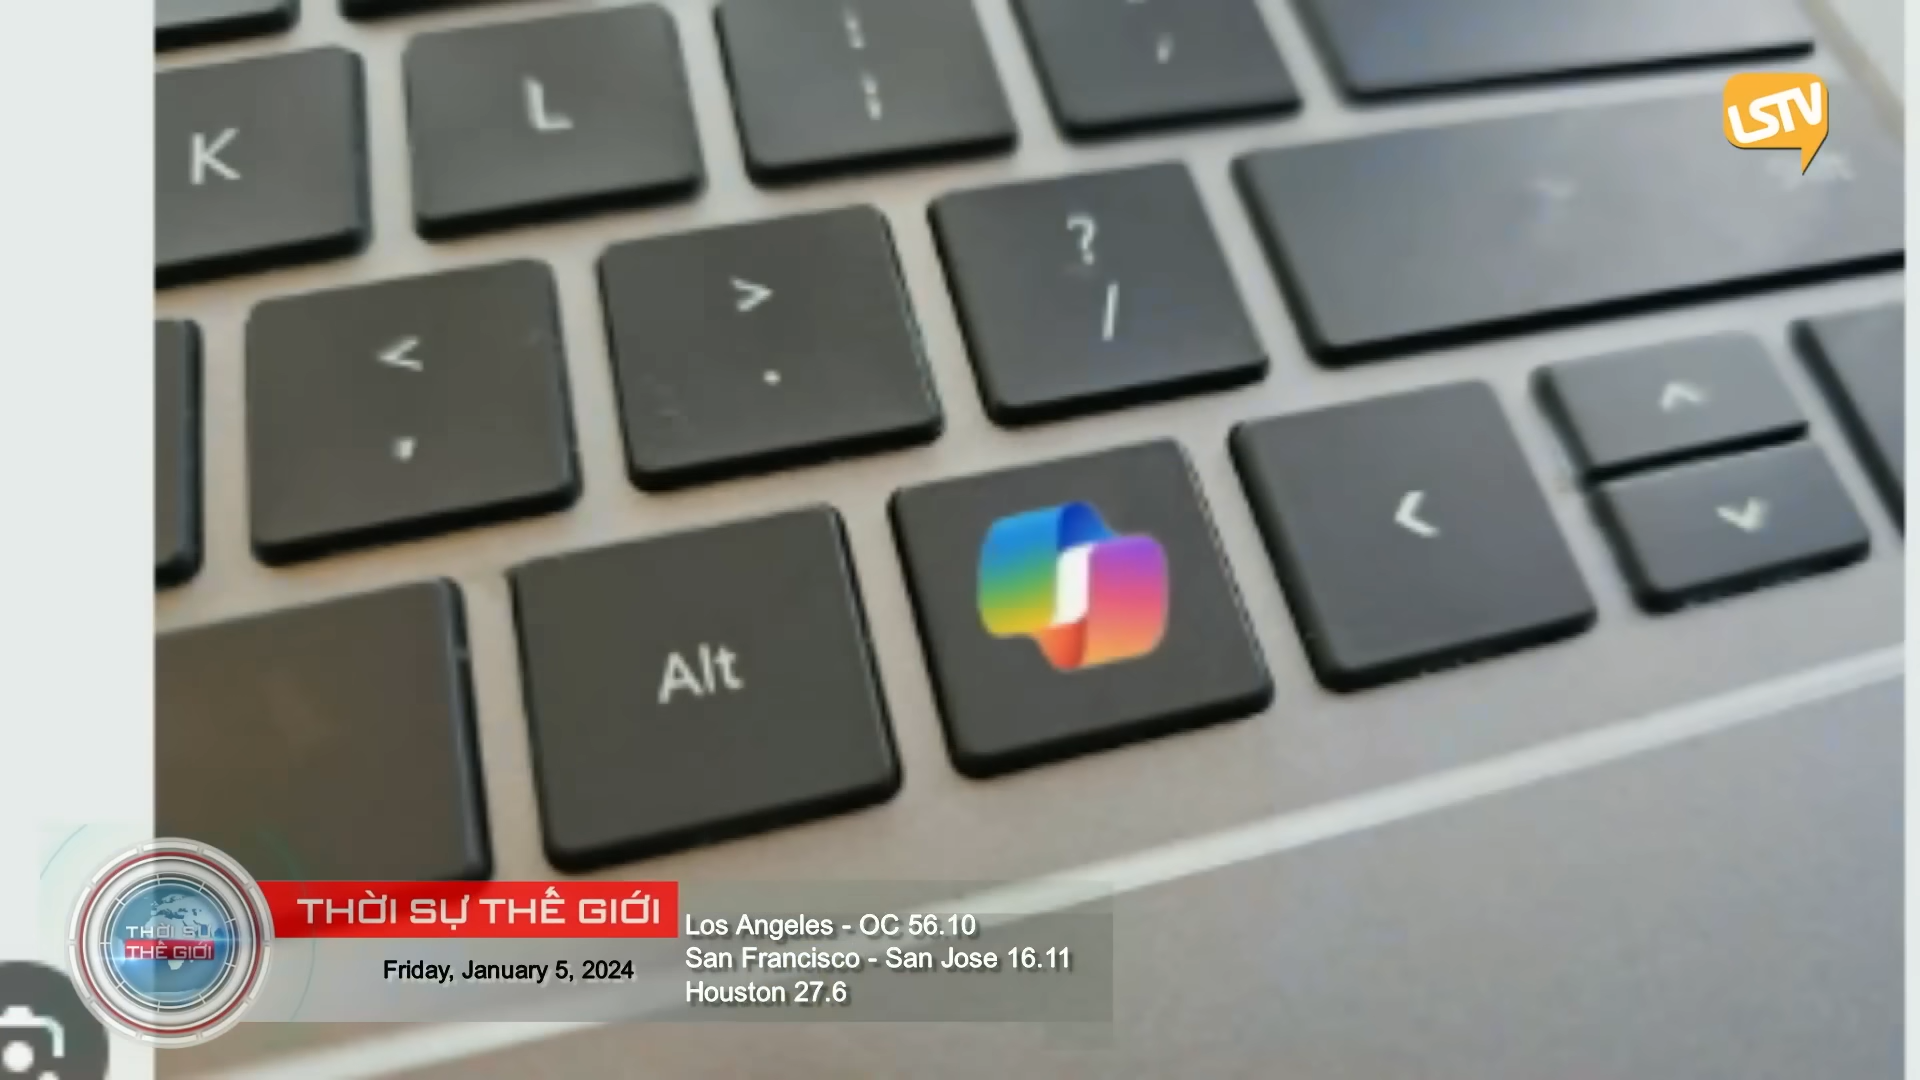 K
L
LSTV
?
/
>
.
<
,
Alt
THỜI SỰ THẾ GIỚI
THỜI SỰ
THẾ GIỚI
Friday, January 5, 2024
Los Angeles - OC 56.10
San Francisco - San Jose 16.11
Houston 27.6